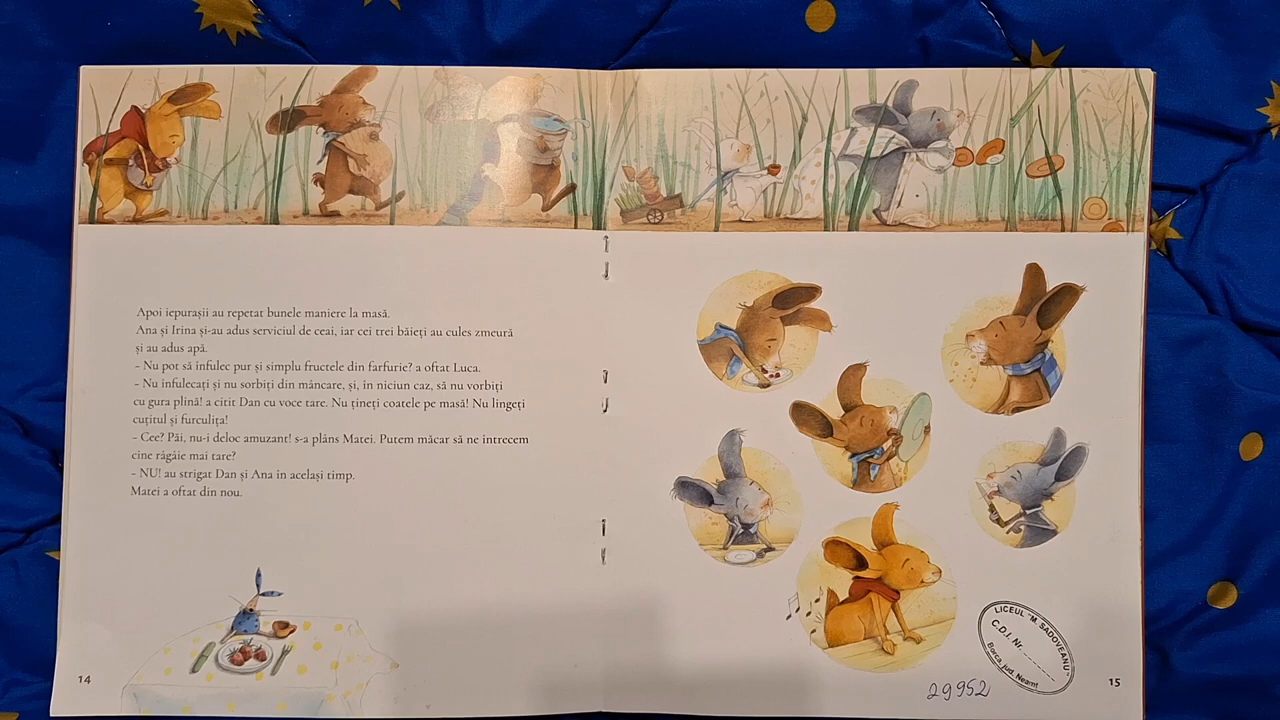 Apoi iepurașii au repetat bunele maniere la masă.
Ana și Irina și-au adus serviciul de ceai, iar cei trei băieți au cules zmeură
și au adus apă.
- Nu pot să înfulec pur și simplu fructele din farfurie? a oftat Luca.
- Nu înfulecați și nu sorbiți din mâncare, și, în niciun caz, să nu vorbiți
cu gura plină! a citit Dan cu voce tare. Nu țineți coatele pe masă! Nu lingeți
cuțitul și furculița!
- Cee? Păi, nu-i deloc amuzant! s-a plâns Matei. Putem măcar să ne întrecem
cine râgâie mai tare?
- NU! au strigat Dan și Ana în același timp.
Matei a oftat din nou.
14
LICEUL "M. SADOVEANU"
C.D.I. Nr.
Borca, jud. Neamț
29952
15